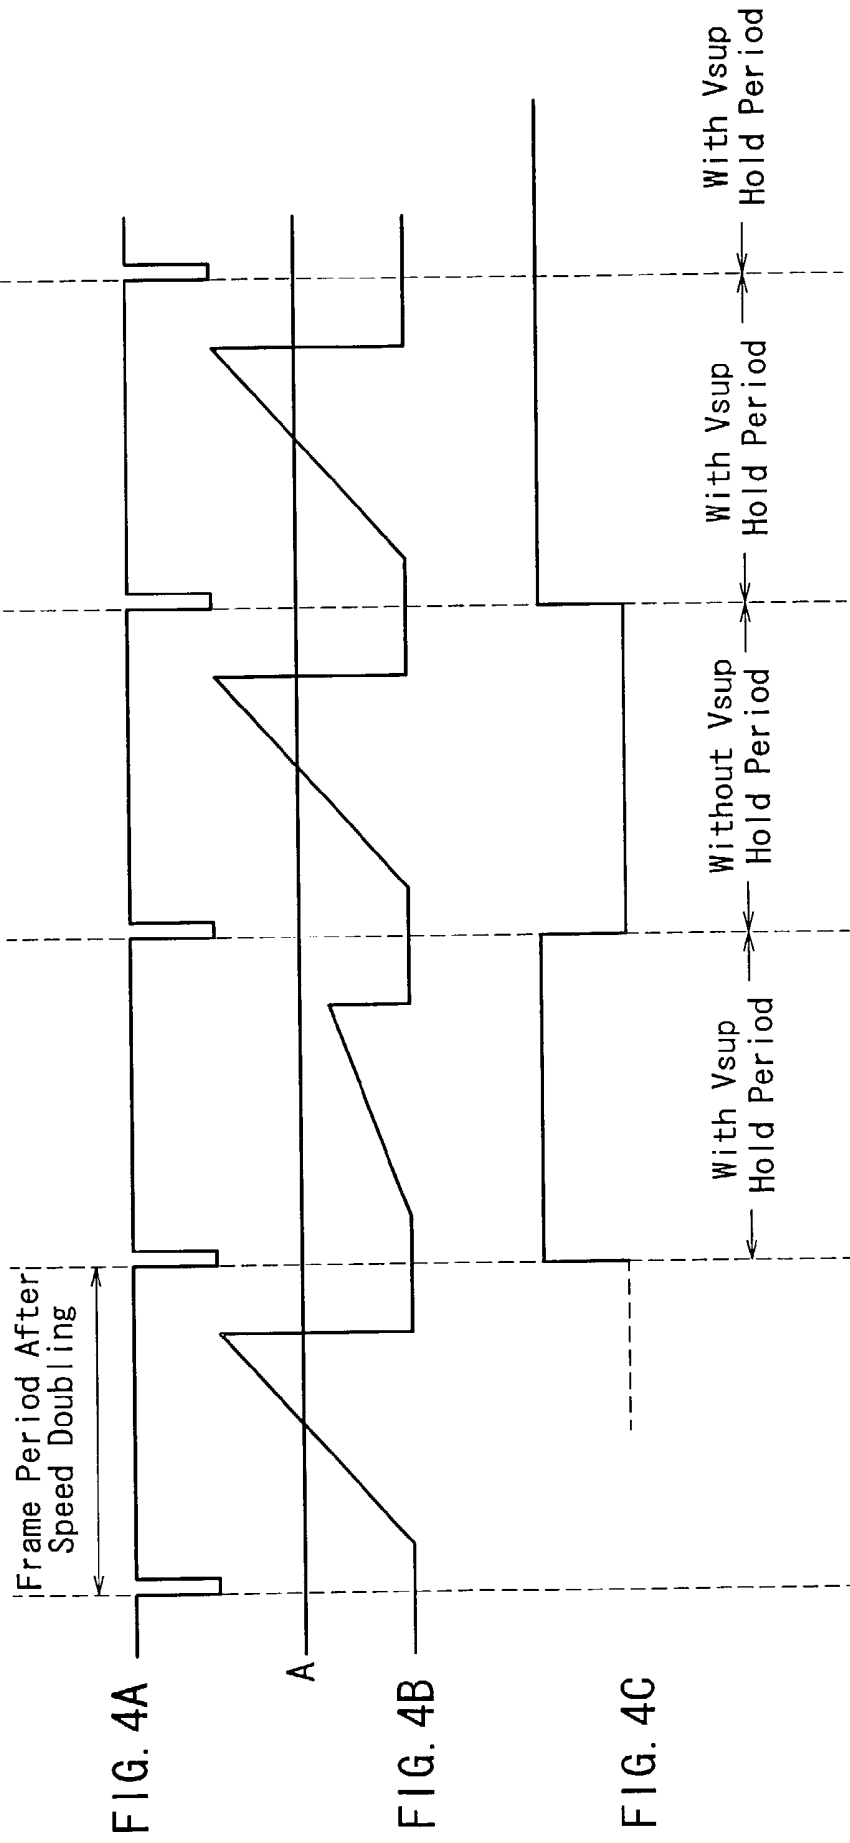 FIG. 4A
Frame Period After
Speed Doubling
A
FIG. 4B
FIG. 4C
With Vsup
Hold Period
Without Vsup
Hold Period
With Vsup
Hold Period
With Vsup
Hold Period